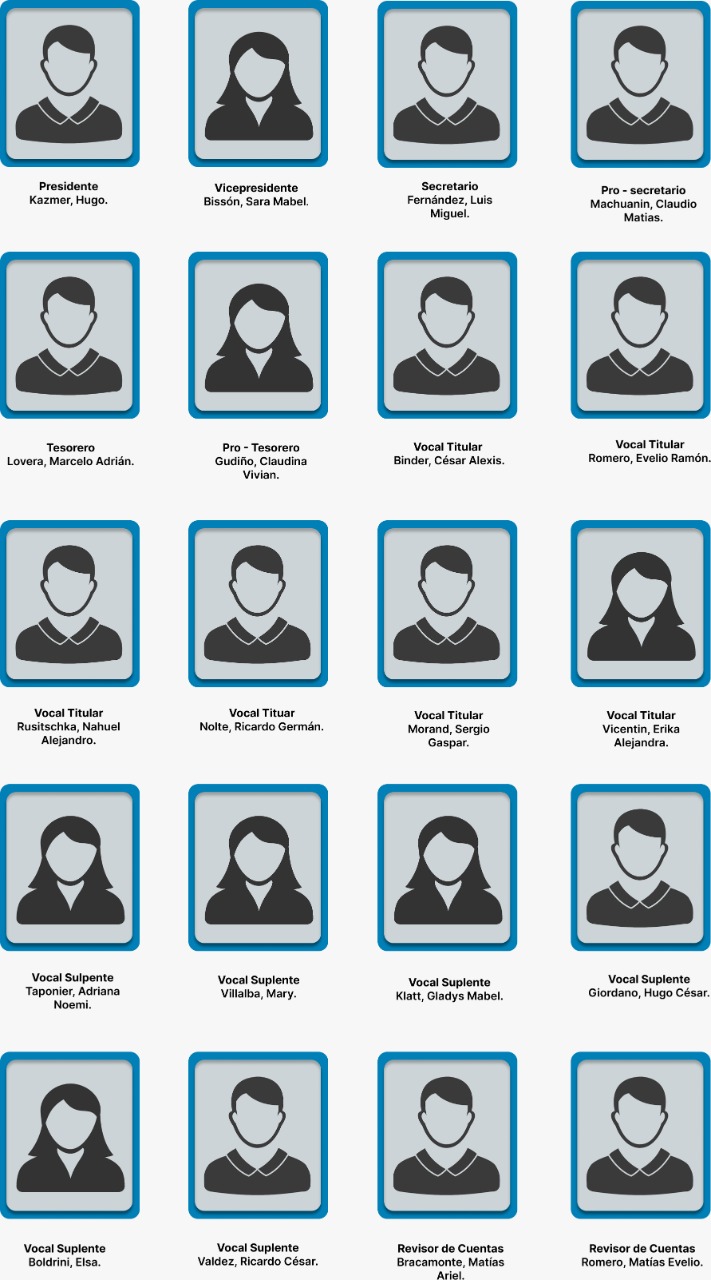 Presidente
Kazmer, Hugo.
Vicepresidente
Bissón, Sara Mabel.
Secretario
Fernández, Luis
Miguel.
Pro - secretario
Machuanin, Claudio
Matias.
Tesorero
Lovera, Marcelo Adrián.
Pro - Tesorero
Gudiño, Claudina
Vivian.
Vocal Titular
Binder, César Alexis.
Vocal Titular
Romero, Evelio Ramón.
Vocal Titular
Rusitschka, Nahuel
Alejandro.
Vocal Tituar
Nolte, Ricardo Germán.
Vocal Titular
Morand, Sergio
Gaspar.
Vocal Titular
Vicentin, Erika
Alejandra.
Vocal Sulpente
Taponier, Adriana
Noemi.
Vocal Suplente
Villalba, Mary.
Vocal Suplente
Klatt, Gladys Mabel.
Vocal Suplente
Giordano, Hugo César.
Vocal Suplente
Boldrini, Elsa.
Vocal Suplente
Valdez, Ricardo César.
Revisor de Cuentas
Bracamonte, Matías
Ariel.
Revisor de Cuentas
Romero, Matías Evelio.